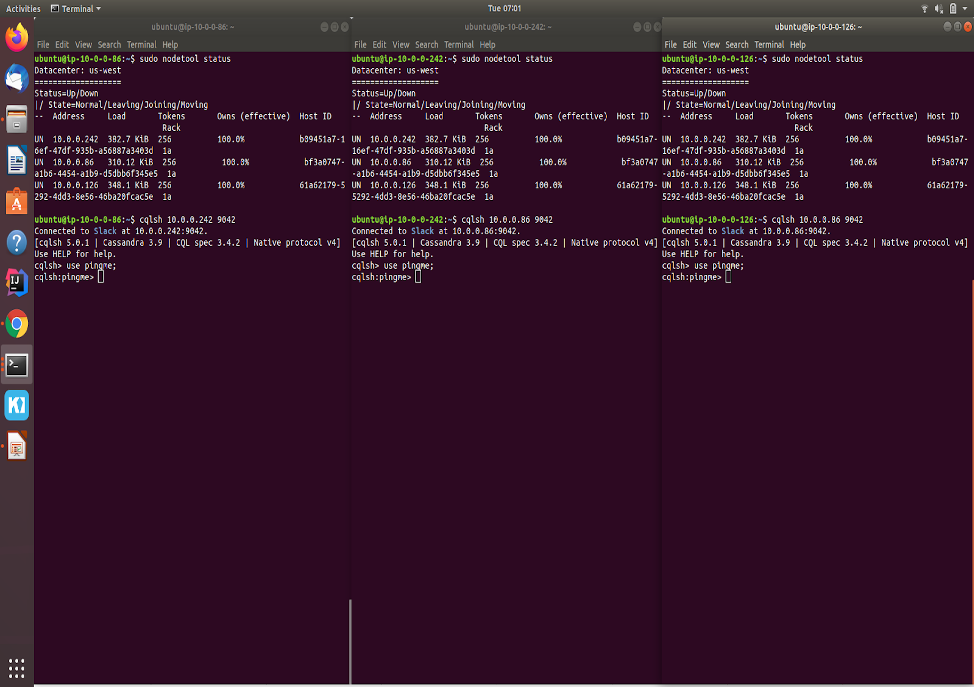 Activities Terminal Tue 07:01
ubuntu@ip-10-0-0-86: ~
File Edit View Search Terminal Help
ubuntu@ip-10-0-0-86:~$ sudo nodetool status
Datacenter: us-west
===================
Status=Up/Down
|/ State=Normal/Leaving/Joining/Moving
-- Address Load Tokens Owns (effective) Host ID
Rack
UN 10.0.0.242 382.7 KiB 256 100.0% b09451a7-1
6ef-47df-935b-a56887a3403d 1a
UN 10.0.0.86 310.12 KiB 256 100.0% bf3a0747-
a1b6-4454-a1b9-d5dbb6f345e5 1a
UN 10.0.0.126 348.1 KiB 256 100.0% 61a62179-5
292-4dd3-8e56-46ba20fcac5e 1a
ubuntu@ip-10-0-0-86:~$ cqlsh 10.0.0.242 9042
Connected to Slack at 10.0.0.242:9042.
[cqlsh 5.0.1 | Cassandra 3.9 | CQL spec 3.4.2 | Native protocol v4]
Use HELP for help.
cqlsh> use pingme;
cqlsh:pingme>
ubuntu@ip-10-0-0-242: ~
File Edit View Search Terminal Help
ubuntu@ip-10-0-0-242:~$ sudo nodetool status
Datacenter: us-west
===================
Status=Up/Down
|/ State=Normal/Leaving/Joining/Moving
-- Address Load Tokens Owns (effective) Host ID
Rack
UN 10.0.0.242 382.7 KiB 256 100.0% b09451a7-
16ef-47df-935b-a56887a3403d 1a
UN 10.0.0.86 310.12 KiB 256 100.0% bf3a0747
-a1b6-4454-a1b9-d5dbb6f345e5 1a
UN 10.0.0.126 348.1 KiB 256 100.0% 61a62179-
5292-4dd3-8e56-46ba20fcac5e 1a
ubuntu@ip-10-0-0-242:~$ cqlsh 10.0.0.86 9042
Connected to Slack at 10.0.0.86:9042.
[cqlsh 5.0.1 | Cassandra 3.9 | CQL spec 3.4.2 | Native protocol v4]
Use HELP for help.
cqlsh> use pingme;
cqlsh:pingme>
ubuntu@ip-10-0-0-126: ~
File Edit View Search Terminal Help
ubuntu@ip-10-0-0-126:~$ sudo nodetool status
Datacenter: us-west
===================
Status=Up/Down
|/ State=Normal/Leaving/Joining/Moving
-- Address Load Tokens Owns (effective) Host ID
Rack
UN 10.0.0.242 382.7 KiB 256 100.0% b09451a7-
16ef-47df-935b-a56887a3403d 1a
UN 10.0.0.86 310.12 KiB 256 100.0% bf3a0747
-a1b6-4454-a1b9-d5dbb6f345e5 1a
UN 10.0.0.126 348.1 KiB 256 100.0% 61a62179-
5292-4dd3-8e56-46ba20fcac5e 1a
ubuntu@ip-10-0-0-126:~$ cqlsh 10.0.0.86 9042
Connected to Slack at 10.0.0.86:9042.
[cqlsh 5.0.1 | Cassandra 3.9 | CQL spec 3.4.2 | Native protocol v4]
Use HELP for help.
cqlsh> use pingme;
cqlsh:pingme>